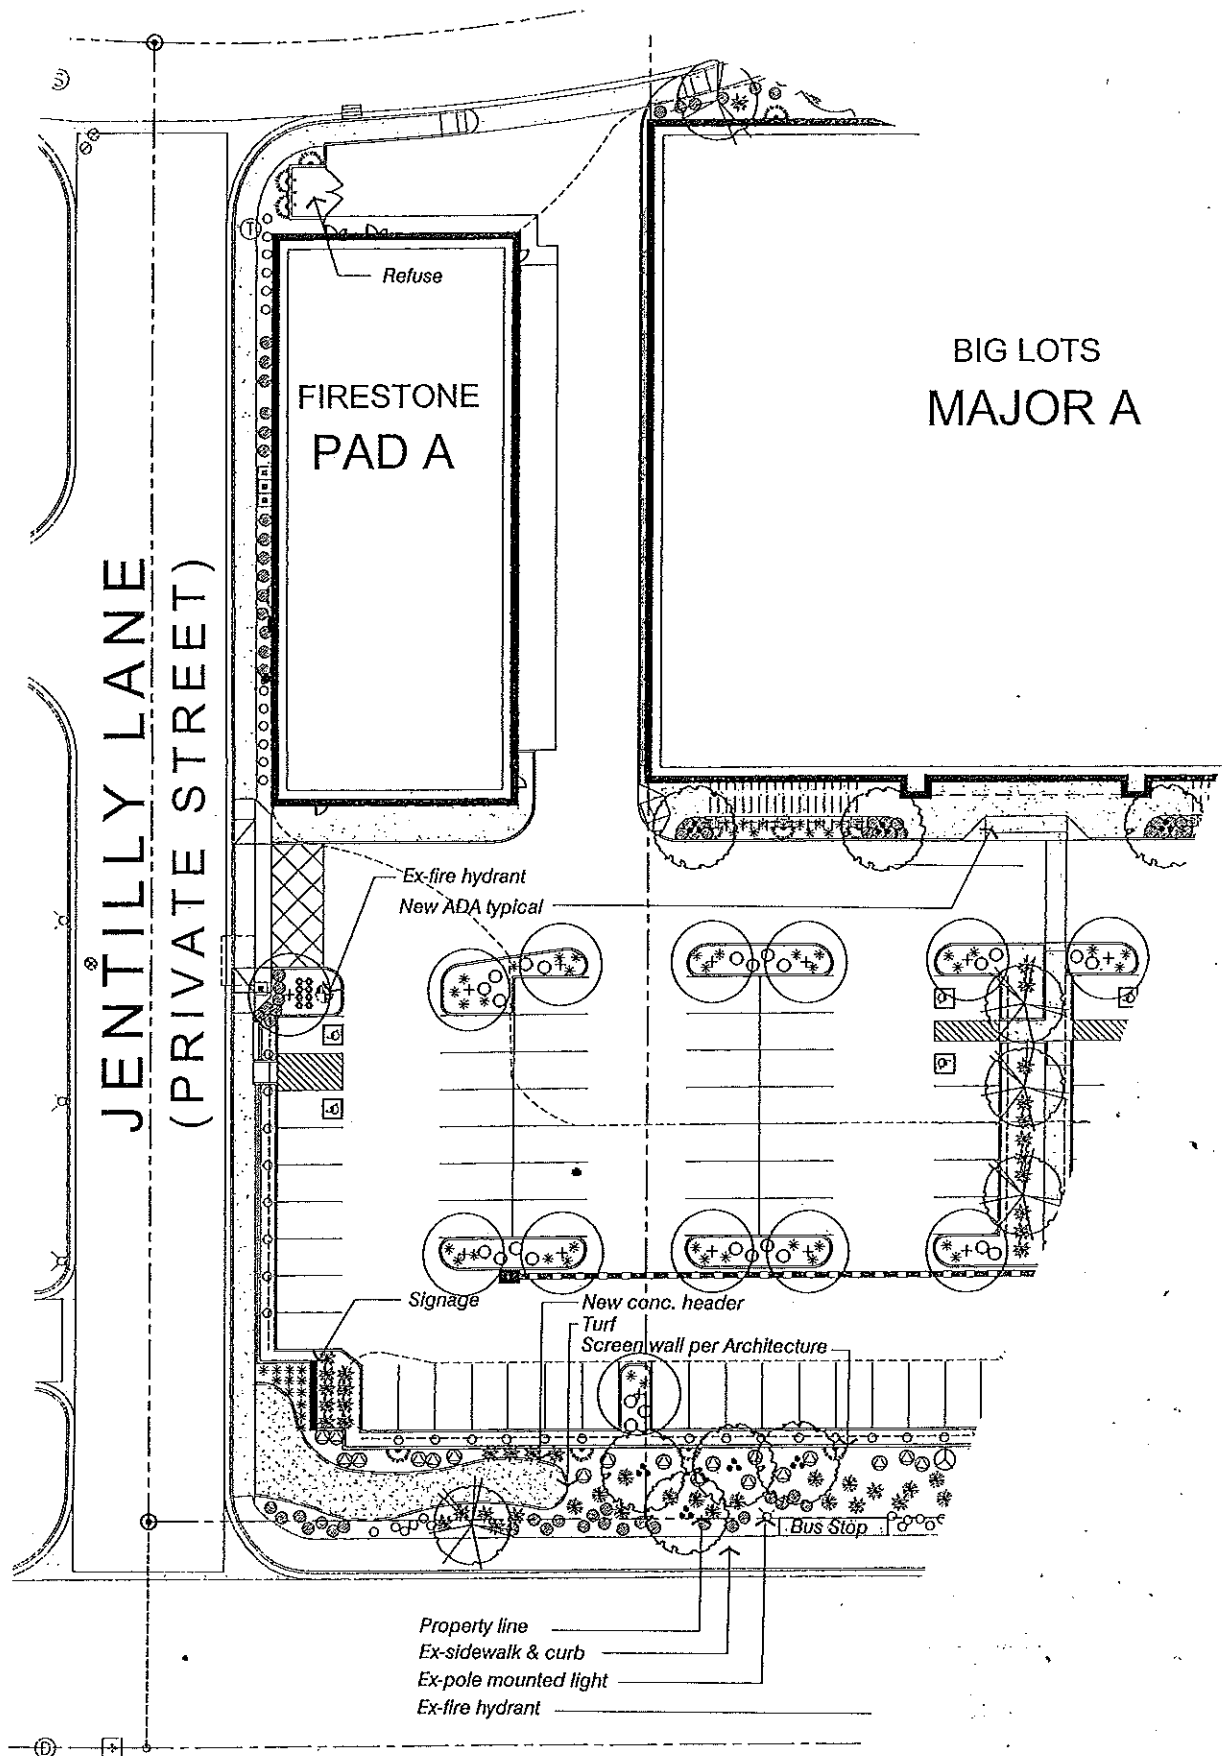 S
T
Refuse
FIRESTONE
PAD A
BIG LOTS
MAJOR A
JENTILLY LANE
(PRIVATE STREET)
Ex-fire hydrant
New ADA typical
Signage
New conc. header
Turf
Screen wall per Architecture
Bus Stop
Property line
Ex-sidewalk & curb
Ex-pole mounted light
Ex-fire hydrant
D